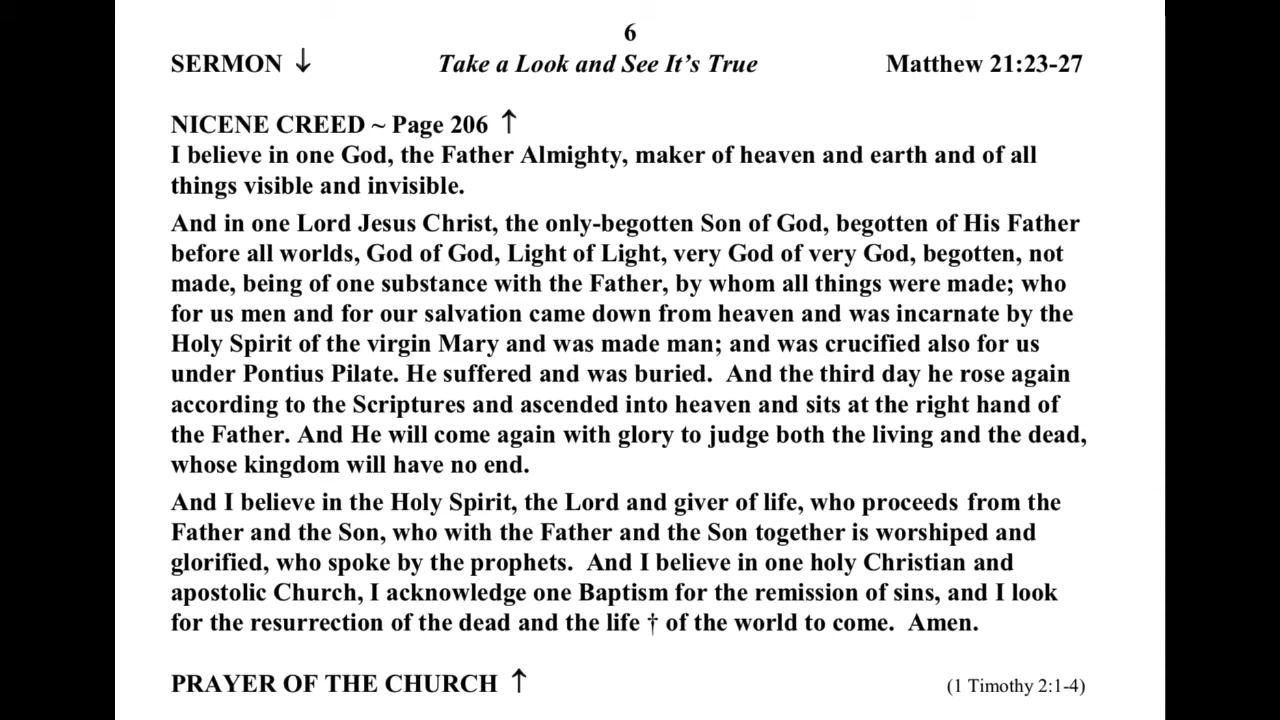 6
SERMON ↓ Take a Look and See It’s True Matthew 21:23-27
NICENE CREED ~ Page 206 ↑
I believe in one God, the Father Almighty, maker of heaven and earth and of all
things visible and invisible.
And in one Lord Jesus Christ, the only-begotten Son of God, begotten of His Father
before all worlds, God of God, Light of Light, very God of very God, begotten, not
made, being of one substance with the Father, by whom all things were made; who
for us men and for our salvation came down from heaven and was incarnate by the
Holy Spirit of the virgin Mary and was made man; and was crucified also for us
under Pontius Pilate. He suffered and was buried.  And the third day he rose again
according to the Scriptures and ascended into heaven and sits at the right hand of
the Father. And He will come again with glory to judge both the living and the dead,
whose kingdom will have no end.
And I believe in the Holy Spirit, the Lord and giver of life, who proceeds from the
Father and the Son, who with the Father and the Son together is worshiped and
glorified, who spoke by the prophets.  And I believe in one holy Christian and
apostolic Church, I acknowledge one Baptism for the remission of sins, and I look
for the resurrection of the dead and the life † of the world to come.  Amen.
PRAYER OF THE CHURCH ↑ (1 Timothy 2:1-4)